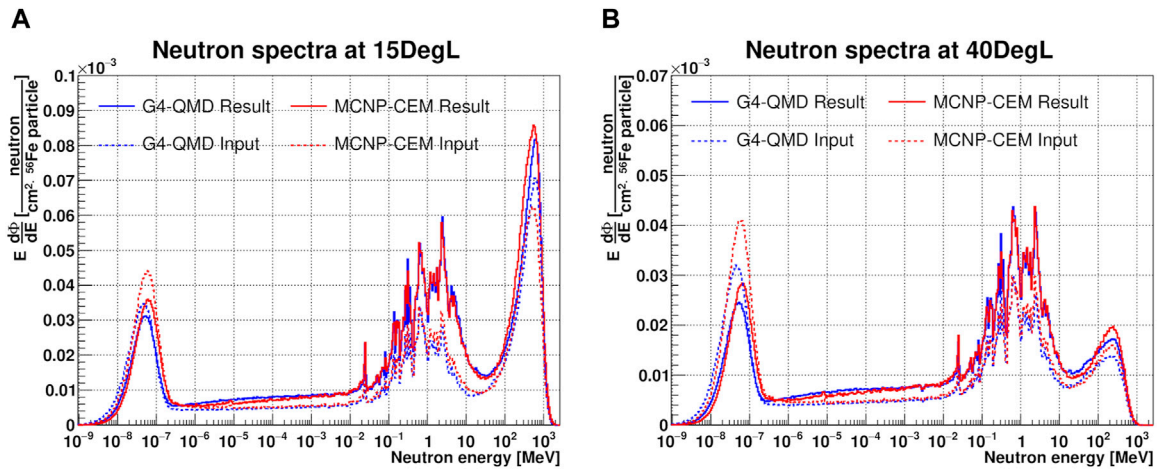 A
Neutron spectra at 15DegL
×10⁻³
E dΦ/dE [neutron/cm². ⁵⁶Fe particle]
0.1
0.09
0.08
0.07
0.06
0.05
0.04
0.03
0.02
0.01
0
G4-QMD Result
MCNP-CEM Result
G4-QMD Input
MCNP-CEM Input
10⁻⁹ 10⁻⁸ 10⁻⁷ 10⁻⁶ 10⁻⁵ 10⁻⁴ 10⁻³ 10⁻² 10⁻¹ 1 10 10² 10³
Neutron energy [MeV]
B
Neutron spectra at 40DegL
×10⁻³
E dΦ/dE [neutron/cm². ⁵⁶Fe particle]
0.07
0.06
0.05
0.04
0.03
0.02
0.01
0
G4-QMD Result
MCNP-CEM Result
G4-QMD Input
MCNP-CEM Input
10⁻⁹ 10⁻⁸ 10⁻⁷ 10⁻⁶ 10⁻⁵ 10⁻⁴ 10⁻³ 10⁻² 10⁻¹ 1 10 10² 10³
Neutron energy [MeV]